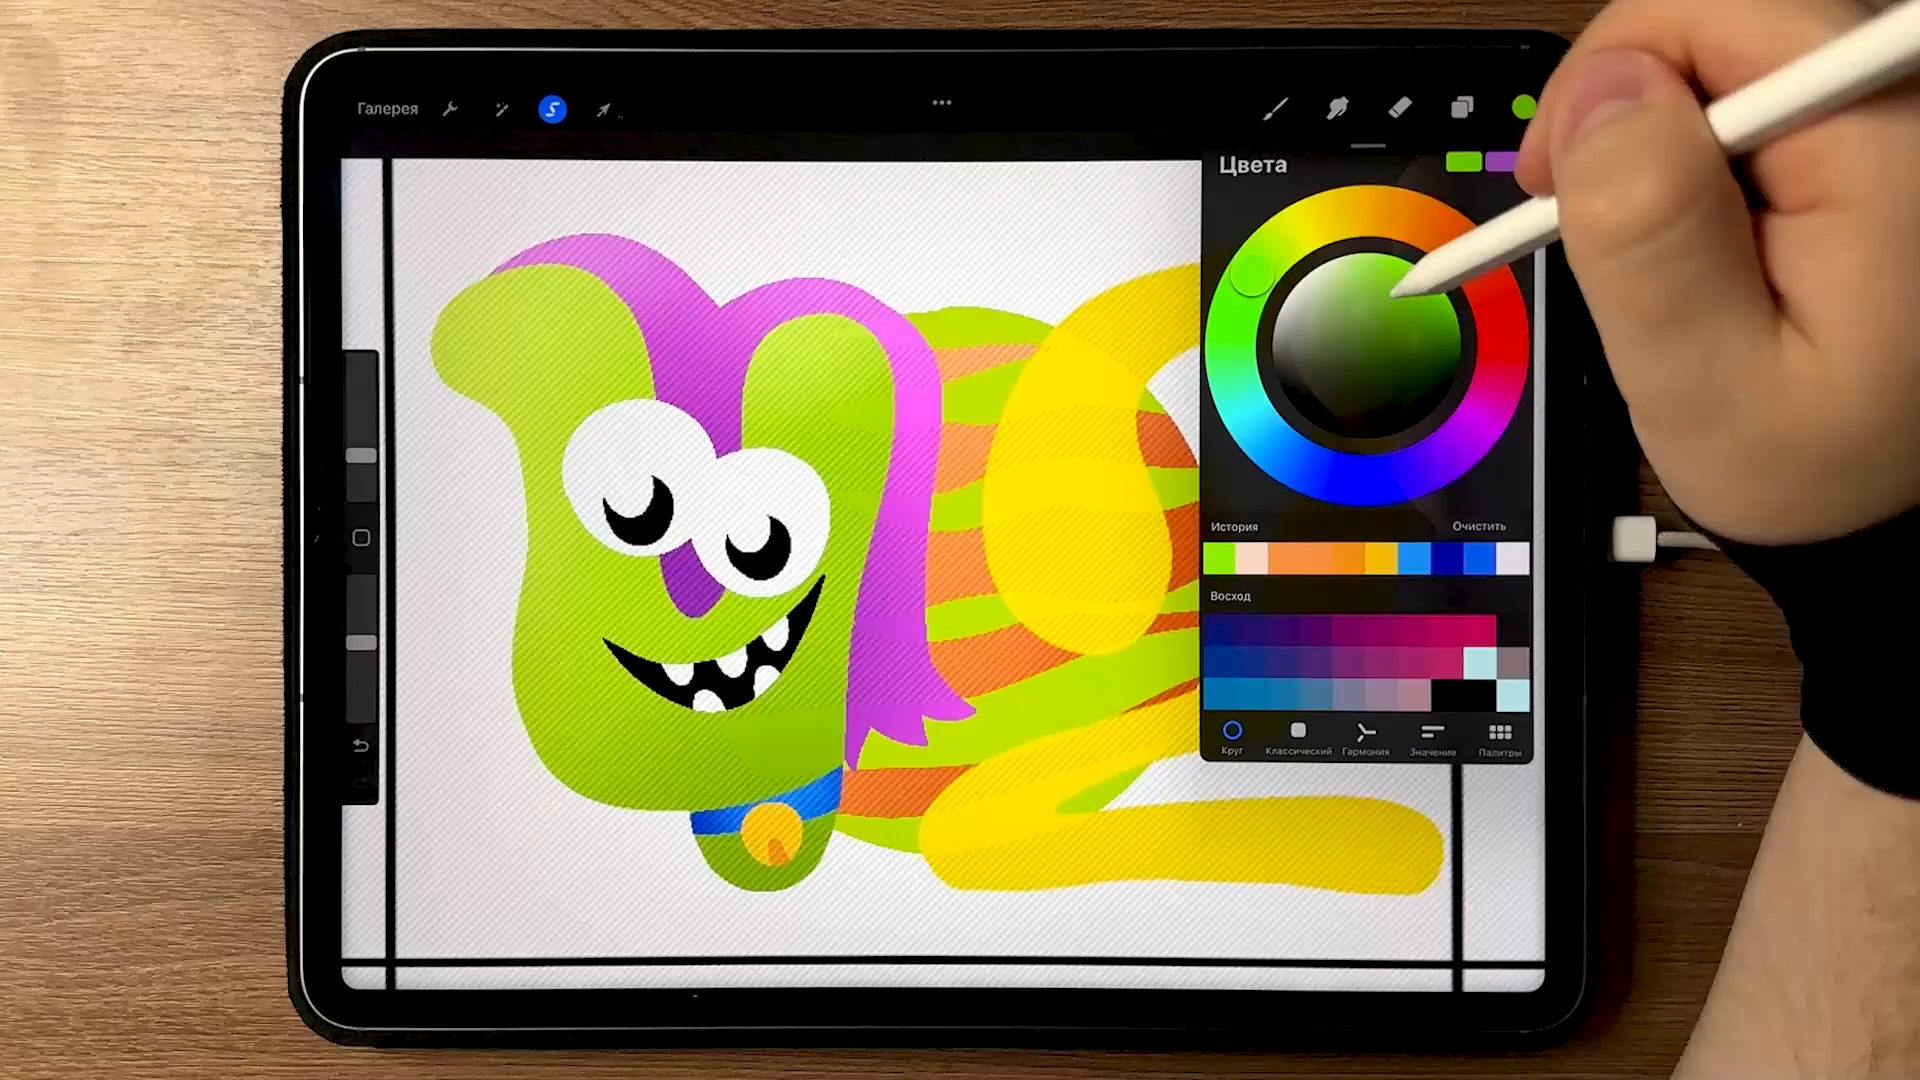 Галерея
Цвета
История
Очистить
Восход
Круг
Классический
Гармония
Значение
Палитры